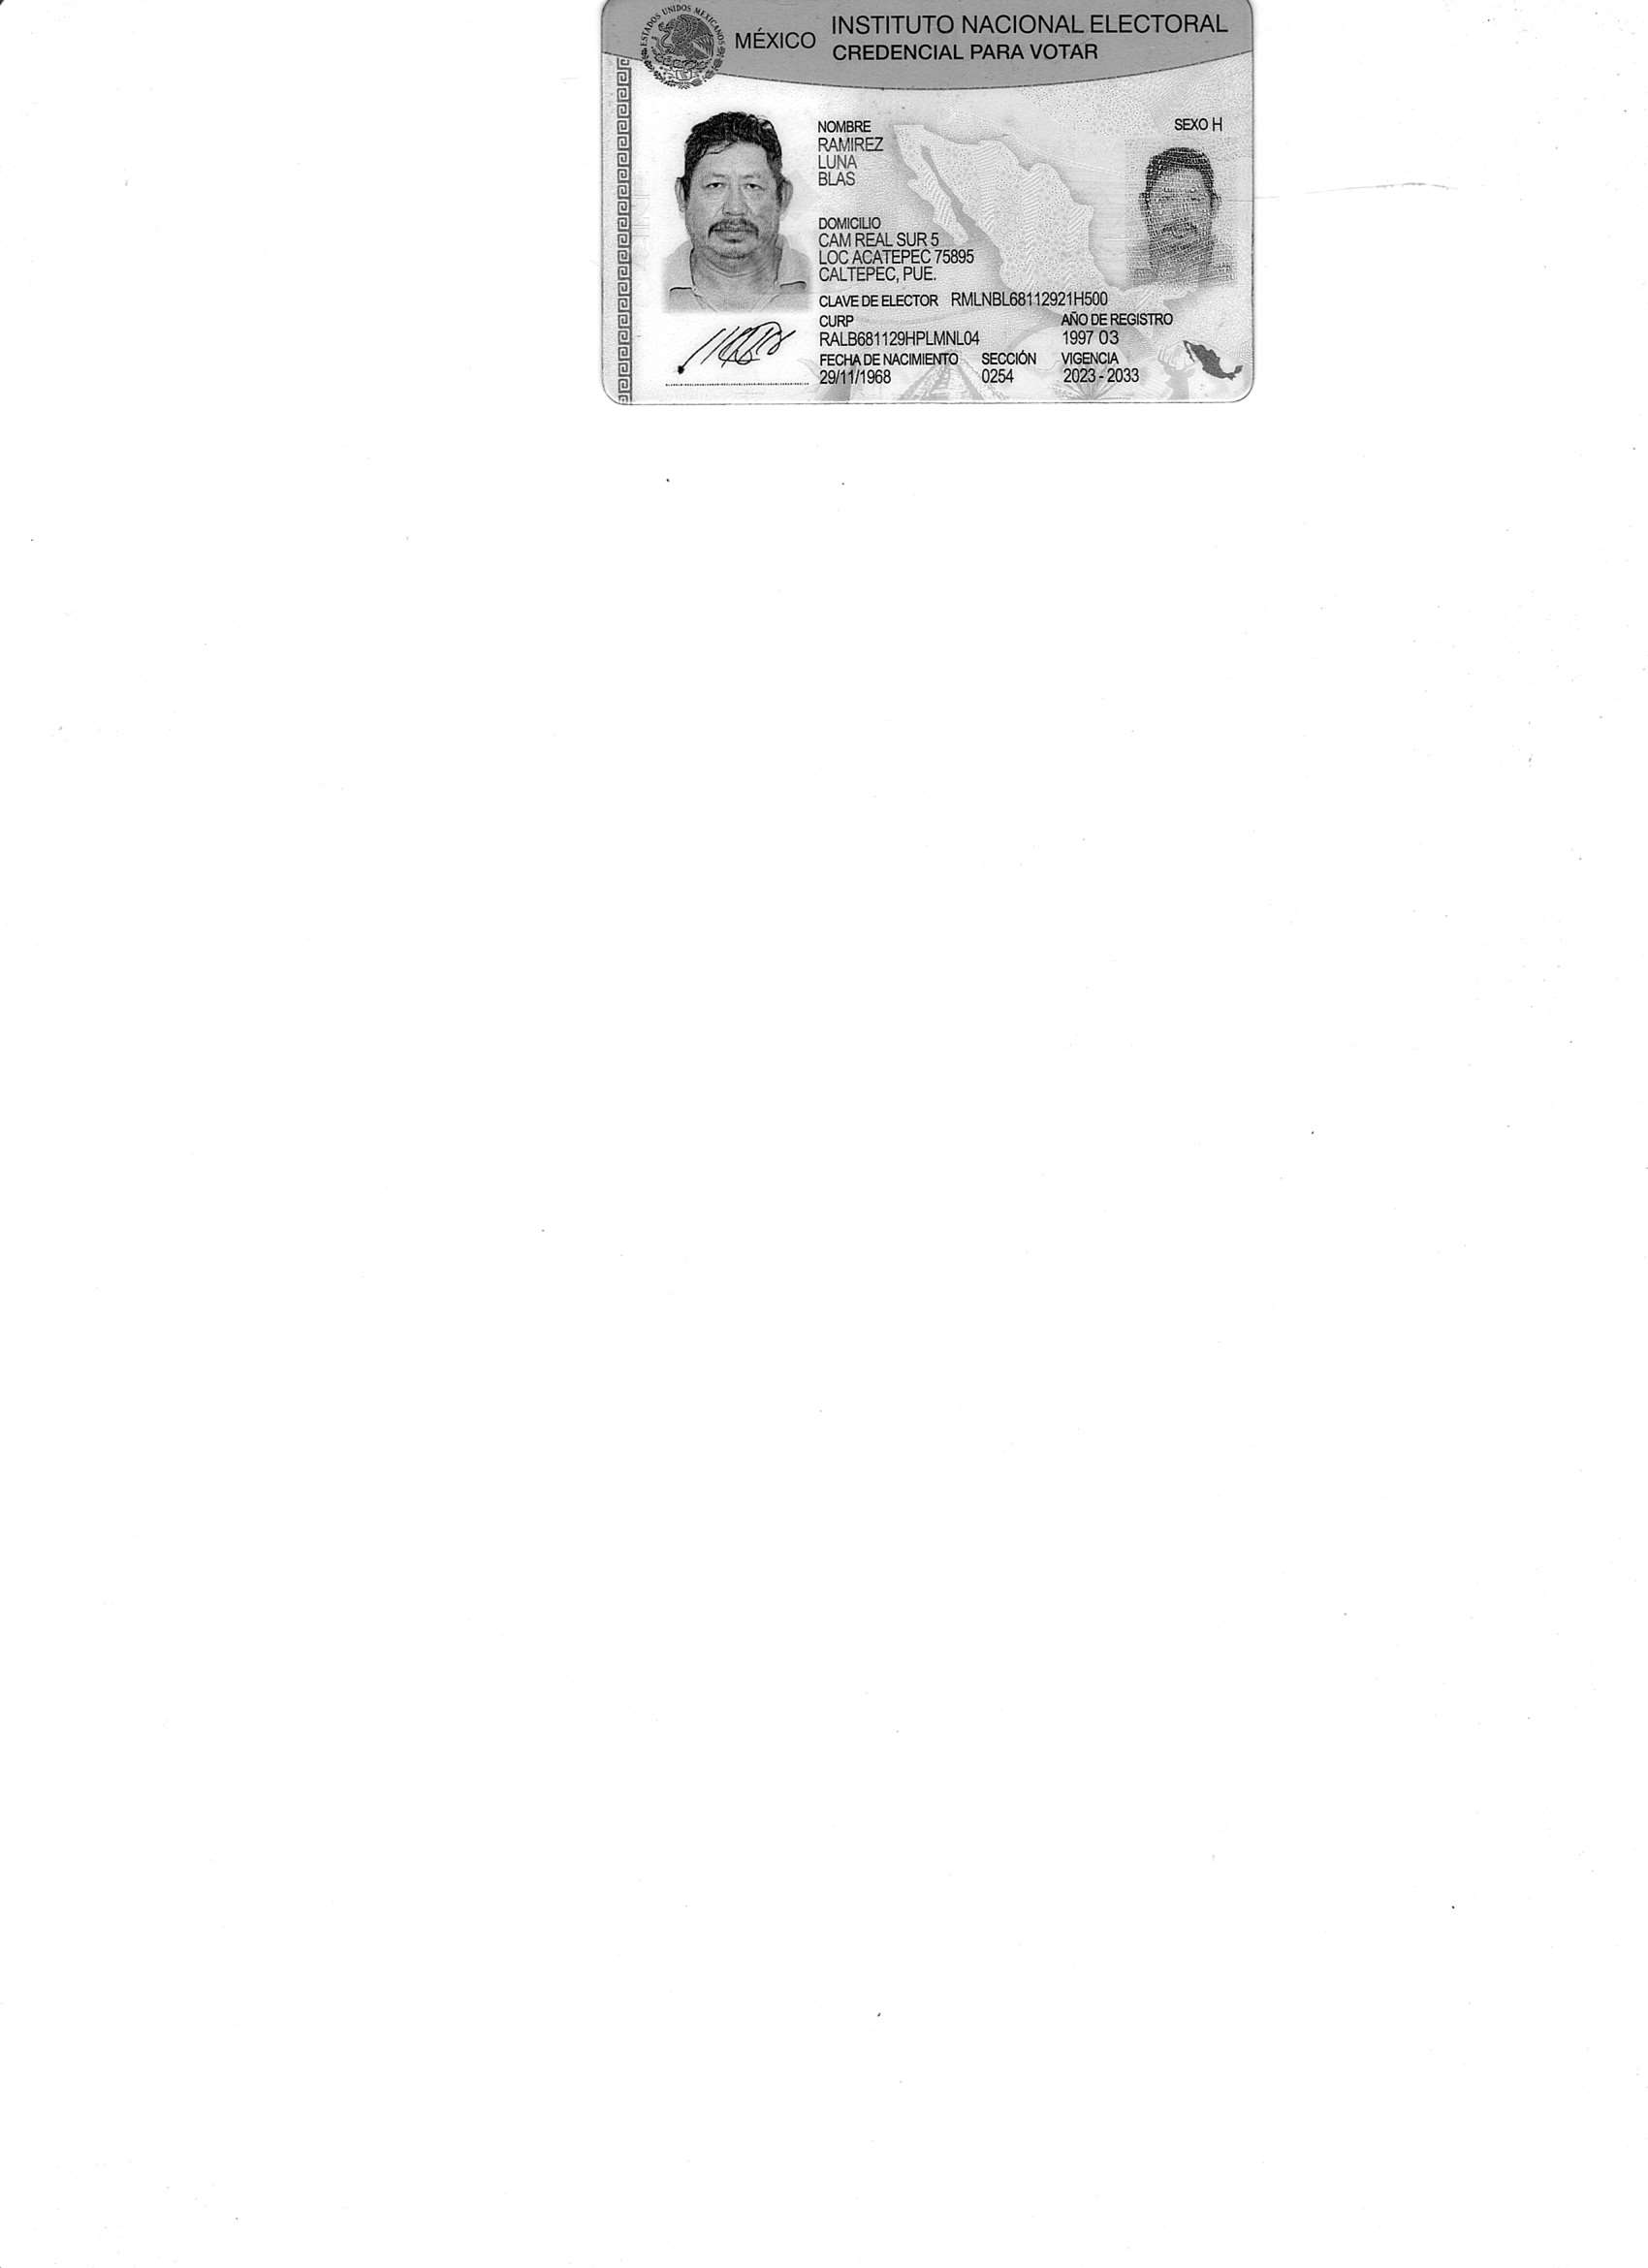 ESTADOS UNIDOS MEXICANOS
MÉXICO
INSTITUTO NACIONAL ELECTORAL
CREDENCIAL PARA VOTAR
NOMBRE
RAMIREZ
LUNA
BLAS
SEXO H
DOMICILIO
CAM REAL SUR 5
LOC ACATEPEC 75895
CALTEPEC, PUE.
CLAVE DE ELECTOR RMLNBL68112921H500
CURP
RALB681129HPLMNL04
AÑO DE REGISTRO
1997 03
FECHA DE NACIMIENTO
29/11/1968
SECCIÓN
0254
VIGENCIA
2023 - 2033